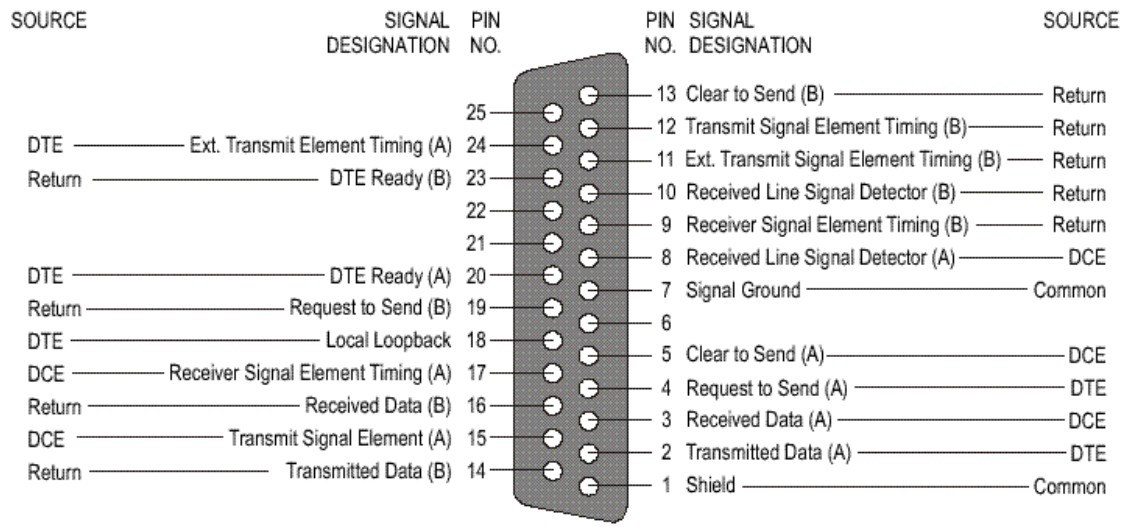 SOURCE SIGNAL DESIGNATION PIN NO.
25
DTE Ext. Transmit Element Timing (A) 24
Return DTE Ready (B) 23
22
21
DTE DTE Ready (A) 20
Return Request to Send (B) 19
DTE Local Loopback 18
DCE Receiver Signal Element Timing (A) 17
Return Received Data (B) 16
DCE Transmit Signal Element (A) 15
Return Transmitted Data (B) 14
PIN NO. SIGNAL DESIGNATION SOURCE
13 Clear to Send (B) Return
12 Transmit Signal Element Timing (B) Return
11 Ext. Transmit Signal Element Timing (B) Return
10 Received Line Signal Detector (B) Return
9 Receiver Signal Element Timing (B) Return
8 Received Line Signal Detector (A) DCE
7 Signal Ground Common
6
5 Clear to Send (A) DCE
4 Request to Send (A) DTE
3 Received Data (A) DCE
2 Transmitted Data (A) DTE
1 Shield Common